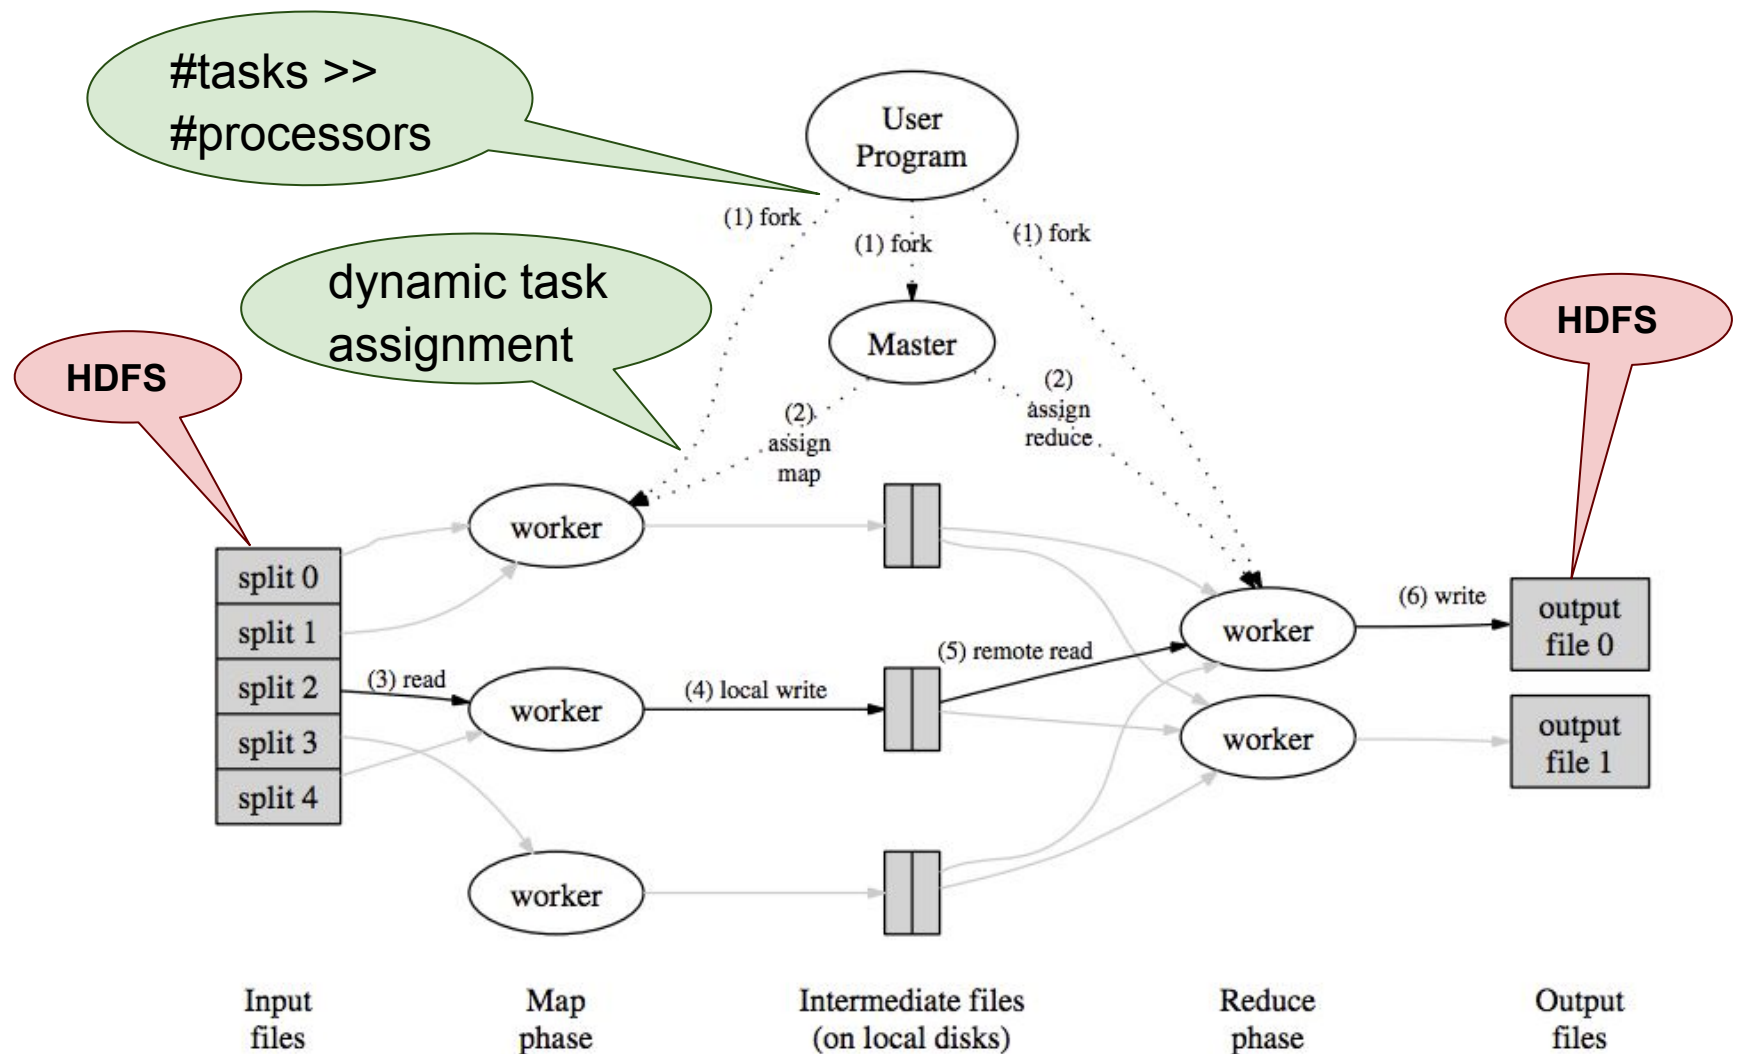 #tasks >>
#processors
User
Program
(1) fork
(1) fork
(1) fork
dynamic task
assignment
HDFS
HDFS
Master
(2)
assign
map
(2)
assign
reduce
split 0
split 1
split 2
split 3
split 4
worker
worker
worker
(3) read
(4) local write
(5) remote read
worker
worker
(6) write
output
file 0
output
file 1
Input
files
Map
phase
Intermediate files
(on local disks)
Reduce
phase
Output
files